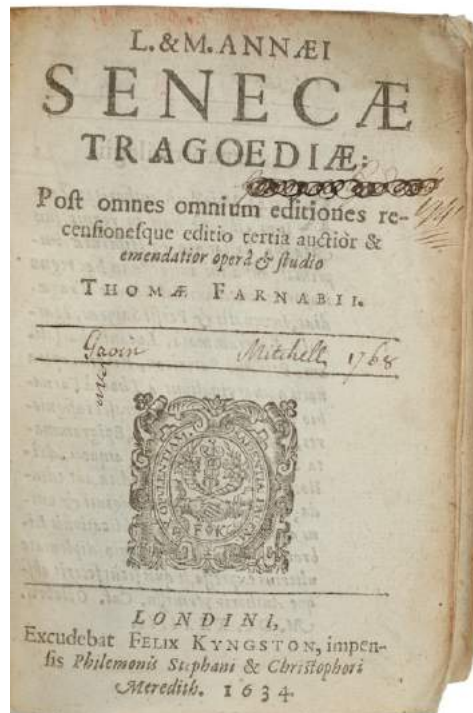 L. & M. ANNÆI
SENECÆ
TRAGOEDIÆ:
Post omnes omnium editiones re-
censionesque editio tertia auctior &
emendatior operâ & studio
THOMÆ FARNABII.
Gavin Mitchell 1768
F K
LONDINI,
Excudebat FELIX KYNGSTON, impen-
sis Philemonis Stephani & Christophori
Meredith. 1634